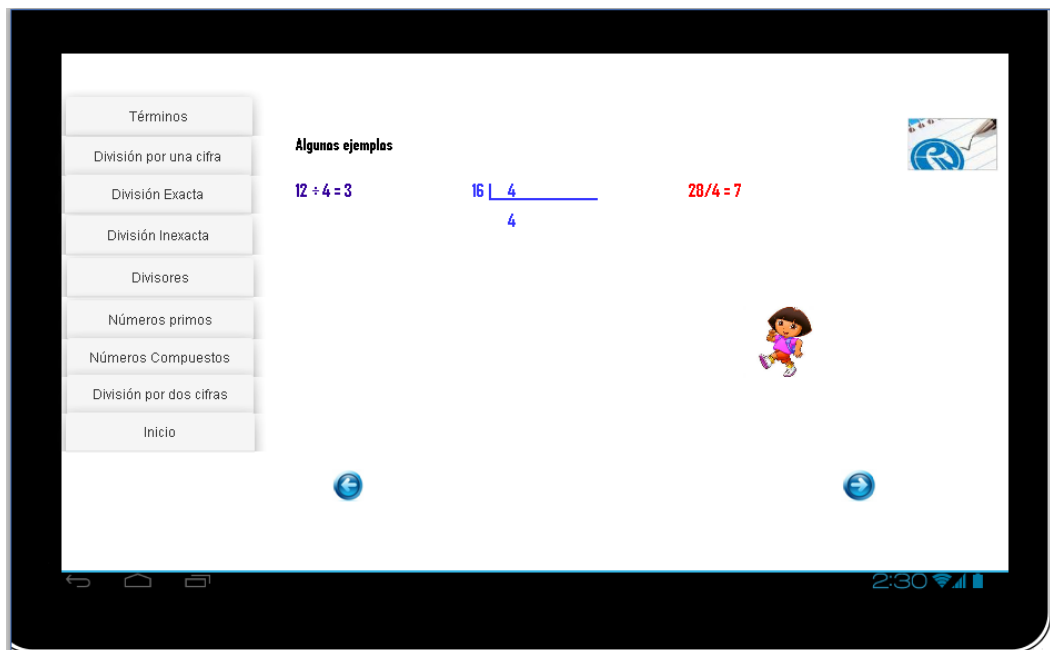 Términos
División por una cifra
División Exacta
División Inexacta
Divisores
Números primos
Números Compuestos
División por dos cifras
Inicio
Algunos ejemplos
12 ÷ 4 = 3
16 4
4
28/4 = 7
2:30